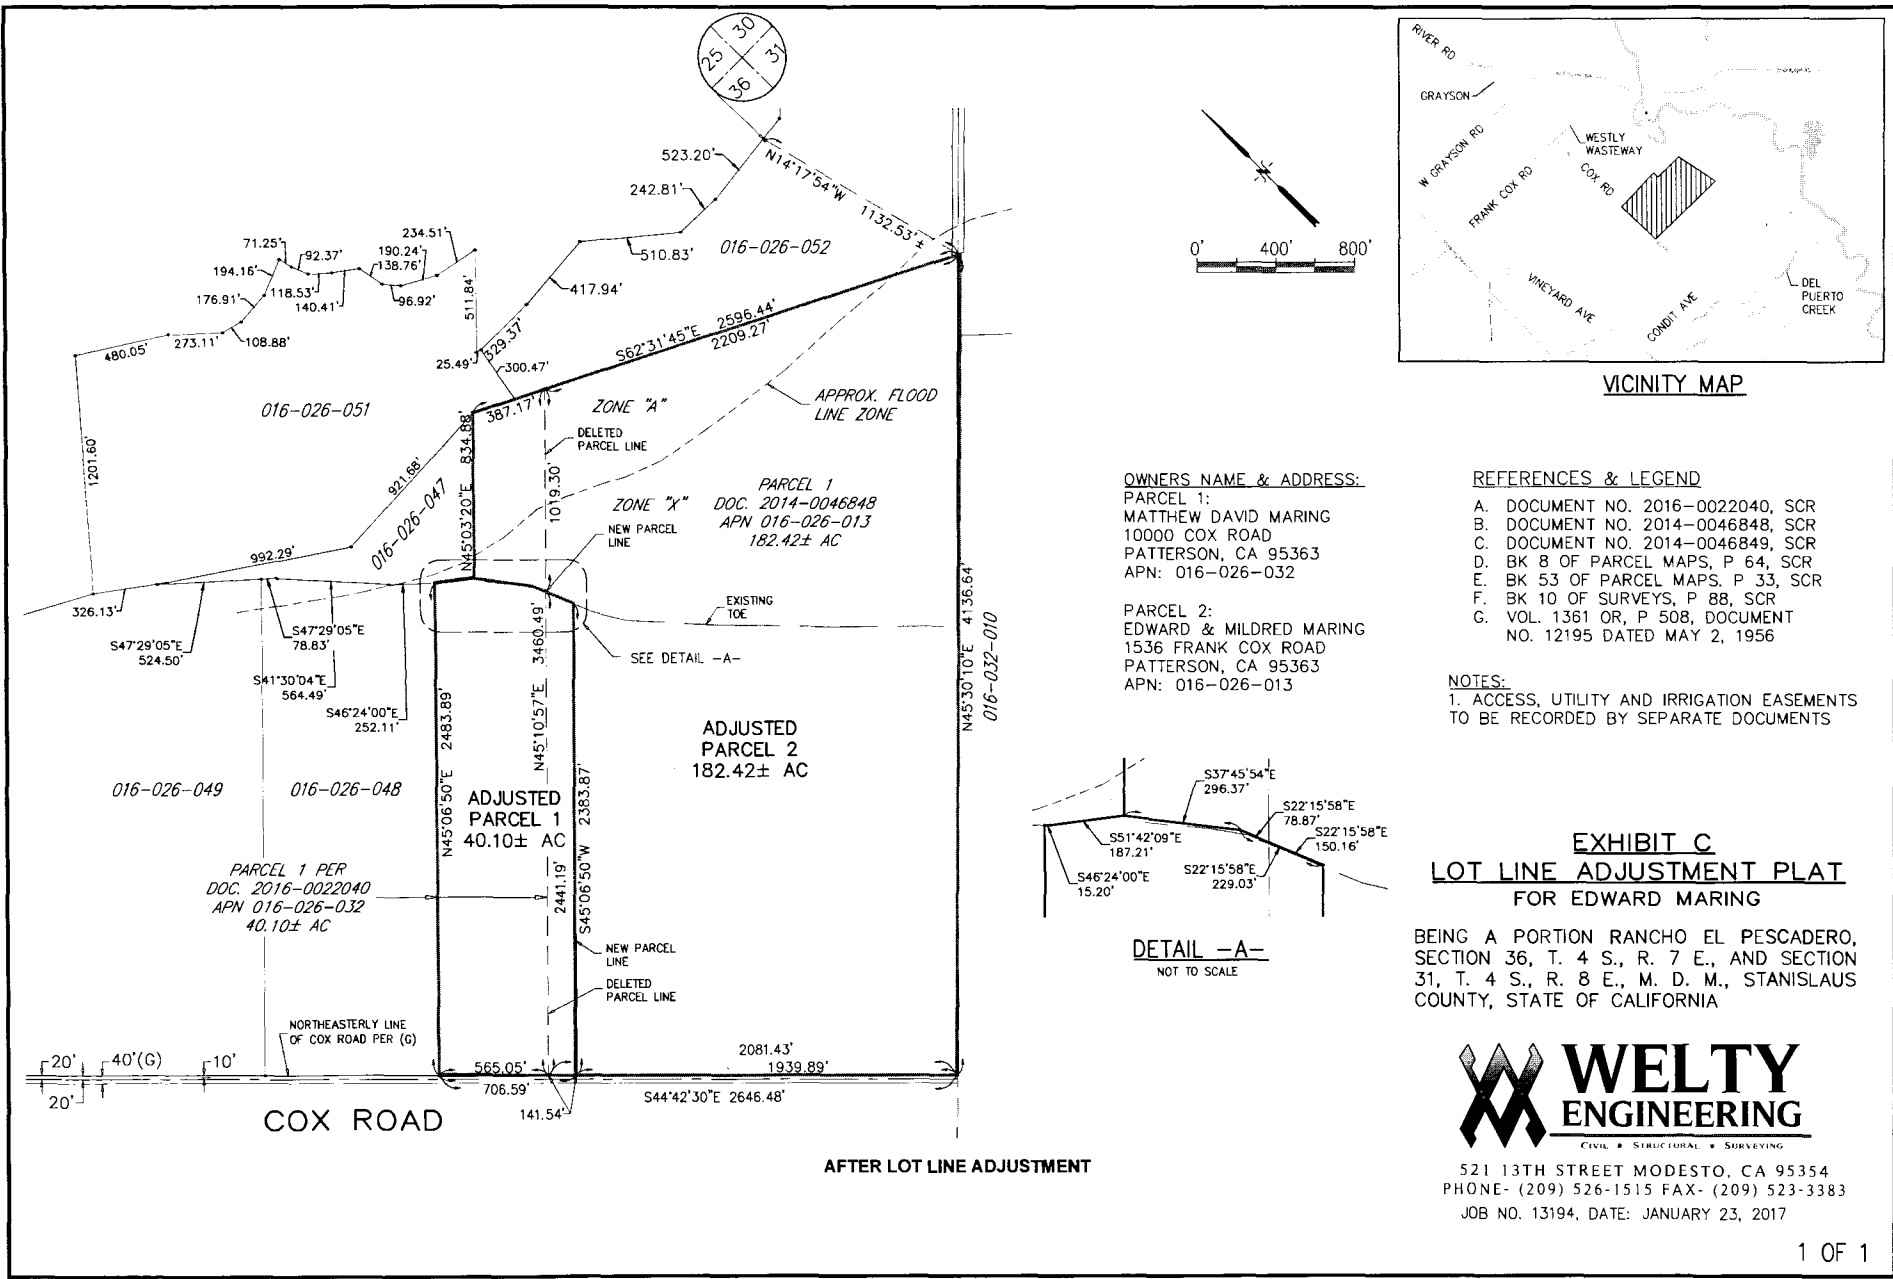 25
30
31
36
523.20'
N14°17'54"W
1132.53'±
242.81'
510.83'
016-026-052
417.94'
234.51'
190.24'
138.76'
71.25'
92.37'
194.16'
118.53'
140.41'
96.92'
176.91'
108.88'
273.11'
480.05'
511.84'
25.49'
329.37'
300.47'
S62°31'45"E
2596.44'
2209.27'
387.17'
016-026-051
1201.60'
921.68'
016-026-047
992.29'
326.13'
N45°03'20"E 834.88'
ZONE "A"
DELETED
PARCEL LINE
APPROX. FLOOD
LINE ZONE
1019.30'
ZONE "X"
NEW PARCEL
LINE
PARCEL 1
DOC. 2014-0046848
APN 016-026-013
182.42± AC
EXISTING
TOE
SEE DETAIL -A-
S47°29'05"E
524.50'
S47°29'05"E
78.83'
S41°30'04"E
564.49'
S46°24'00"E
252.11'
N45°06'50"E 2483.89'
N45°10'57"E 3460.49'
S45°06'50"W 2383.87'
2441.19'
N45°30'10"E 4136.64'
016-032-010
016-026-049
016-026-048
ADJUSTED
PARCEL 1
40.10± AC
ADJUSTED
PARCEL 2
182.42± AC
PARCEL 1 PER
DOC. 2016-0022040
APN 016-026-032
40.10± AC
NEW PARCEL
LINE
DELETED
PARCEL LINE
NORTHEASTERLY LINE
OF COX ROAD PER (G)
20'
40'(G)
10'
20'
565.05'
706.59'
141.54'
2081.43'
1939.89'
S44°42'30"E 2646.48'
COX ROAD
AFTER LOT LINE ADJUSTMENT
N
0'
400'
800'
RIVER RD
GRAYSON
W GRAYSON RD
FRANK COX RD
WESTLY
WASTEWAY
COX RD
VINEYARD AVE
CONDIT AVE
DEL
PUERTO
CREEK
VICINITY MAP
OWNERS NAME & ADDRESS:
PARCEL 1:
MATTHEW DAVID MARING
10000 COX ROAD
PATTERSON, CA 95363
APN: 016-026-032
PARCEL 2:
EDWARD & MILDRED MARING
1536 FRANK COX ROAD
PATTERSON, CA 95363
APN: 016-026-013
REFERENCES & LEGEND
A. DOCUMENT NO. 2016-0022040, SCR
B. DOCUMENT NO. 2014-0046848, SCR
C. DOCUMENT NO. 2014-0046849, SCR
D. BK 8 OF PARCEL MAPS, P 64, SCR
E. BK 53 OF PARCEL MAPS. P 33, SCR
F. BK 10 OF SURVEYS, P 88, SCR
G. VOL. 1361 OR, P 508, DOCUMENT
NO. 12195 DATED MAY 2, 1956
NOTES:
1. ACCESS, UTILITY AND IRRIGATION EASEMENTS
TO BE RECORDED BY SEPARATE DOCUMENTS
S37°45'54"E
296.37'
S22°15'58"E
78.87'
S22°15'58"E
150.16'
S51°42'09"E
187.21'
S22°15'58"E
229.03'
S46°24'00"E
15.20'
DETAIL -A-
NOT TO SCALE
EXHIBIT C
LOT LINE ADJUSTMENT PLAT
FOR EDWARD MARING
BEING A PORTION RANCHO EL PESCADERO,
SECTION 36, T. 4 S., R. 7 E., AND SECTION
31, T. 4 S., R. 8 E., M. D. M., STANISLAUS
COUNTY, STATE OF CALIFORNIA
WELTY
ENGINEERING
CIVIL • STRUCTURAL • SURVEYING
521 13TH STREET MODESTO, CA 95354
PHONE- (209) 526-1515 FAX- (209) 523-3383
JOB NO. 13194, DATE: JANUARY 23, 2017
1 OF 1